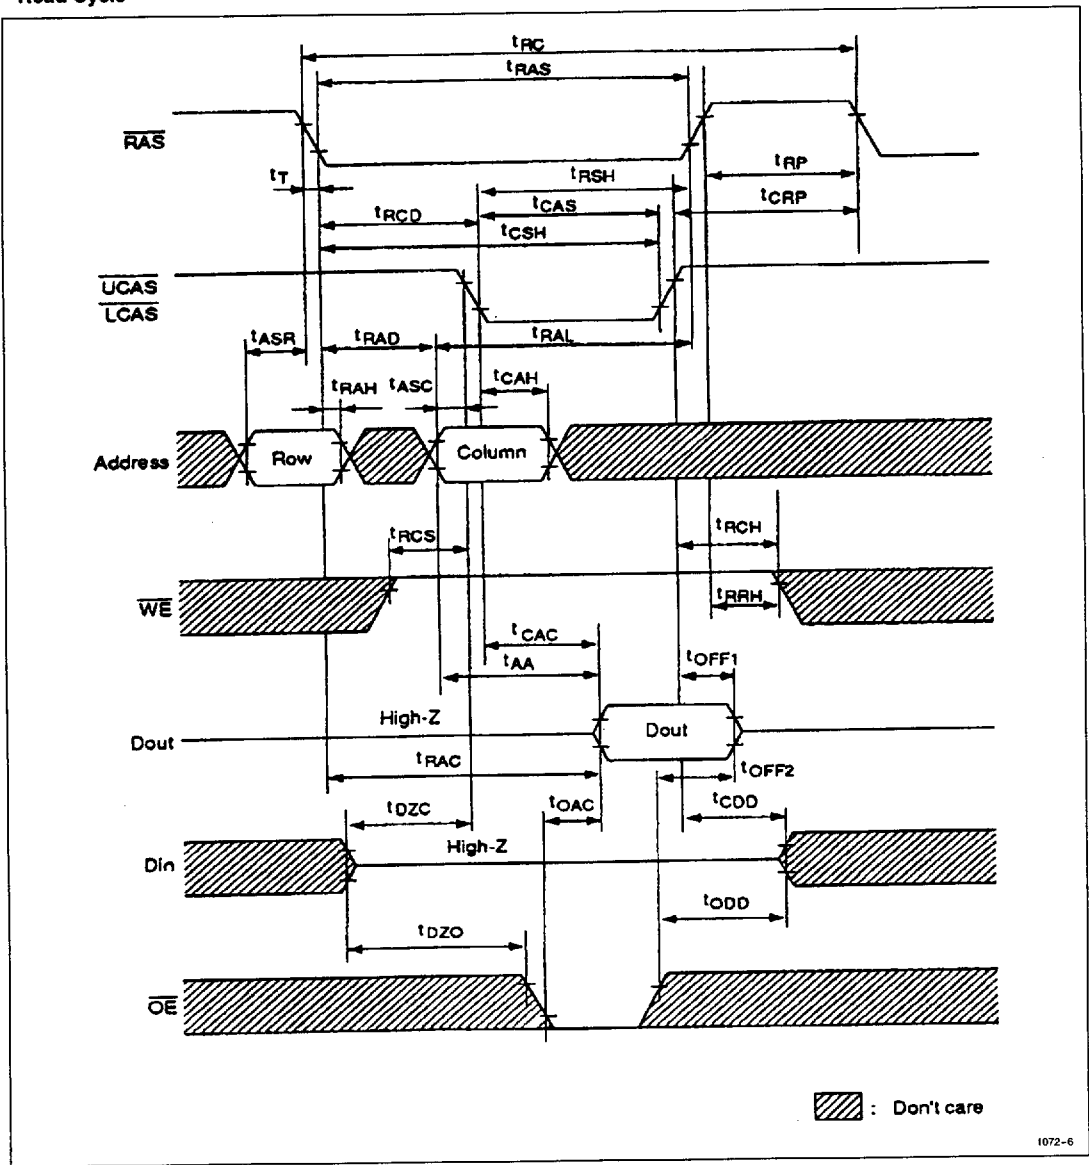 Read Cycle
tRC
tRAS
RAS
tT
tRP
tRSH
tCRP
tRCD
tCAS
tCSH
UCAS
LCAS
tASR
tRAD
tRAL
tRAH
tASC
tCAH
Address
Row
Column
tRCS
tRCH
WE
tRRH
tCAC
tAA
tOFF1
High-Z
Dout
Dout
tRAC
tOFF2
tDZC
tOAC
tCDD
Din
High-Z
tODD
tDZO
OE
: Don't care
1072-6